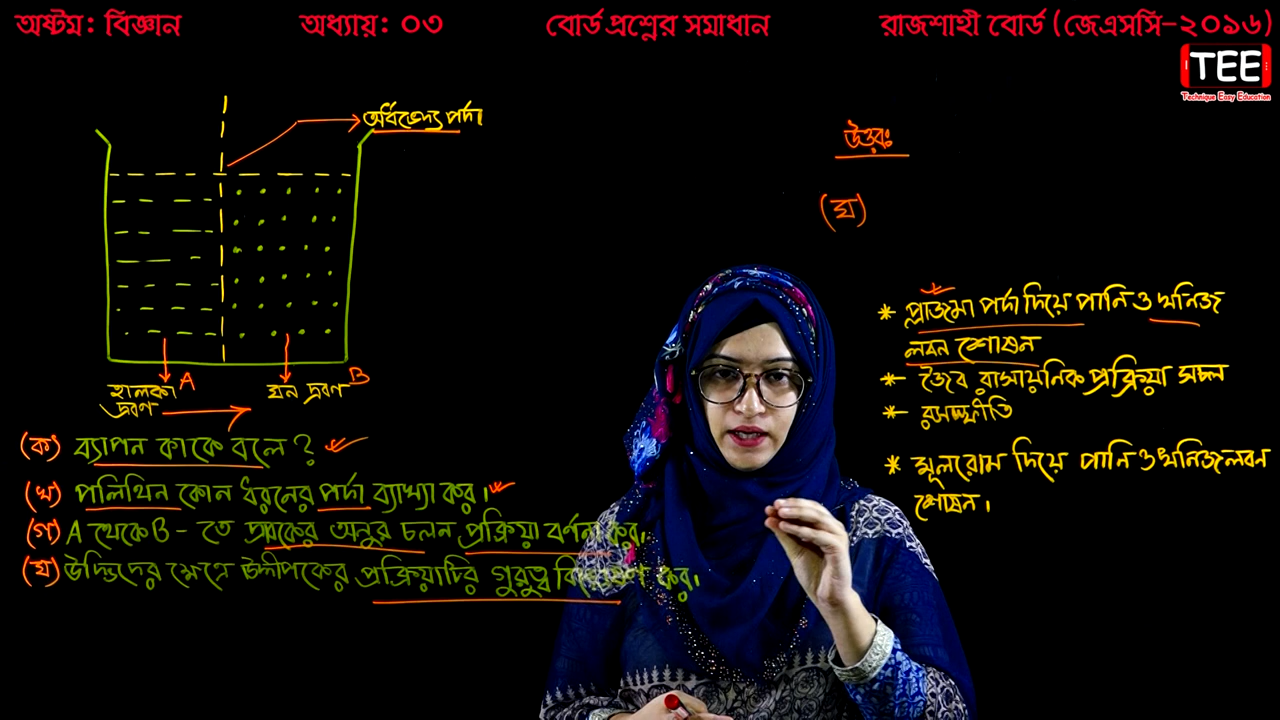 অষ্টম: বিজ্ঞান
অধ্যায়: ০৩
বোর্ড প্রশ্নের সমাধান
রাজশাহী বোর্ড (জেএসসি-২০১৬)
TEE
Technique Easy Education
অর্ধভেদ্য পর্দা
হালকা দ্রবণ A
ঘন দ্রবণ B
(ক) ব্যাপন কাকে বলে?
(খ) পলিথিন কোন ধরনের পর্দা ব্যাখ্যা কর।
(গ) A থেকে B - তে দ্রাবকের অনুর চলন প্রক্রিয়া বর্ণনা কর।
(ঘ) উদ্ভিদের ক্ষেত্রে উদ্দীপকের প্রক্রিয়াটির গুরুত্ব বিশ্লেষণ কর।
উত্তরঃ
(ঘ)
* প্লাজমা পর্দা দিয়ে পানি ও খনিজ
লবন শোষন
* জৈব রাসায়নিক প্রক্রিয়া সচল
* রসস্ফীতি
* মূলরোম দিয়ে পানি ও খনিজলবন
শোষন।